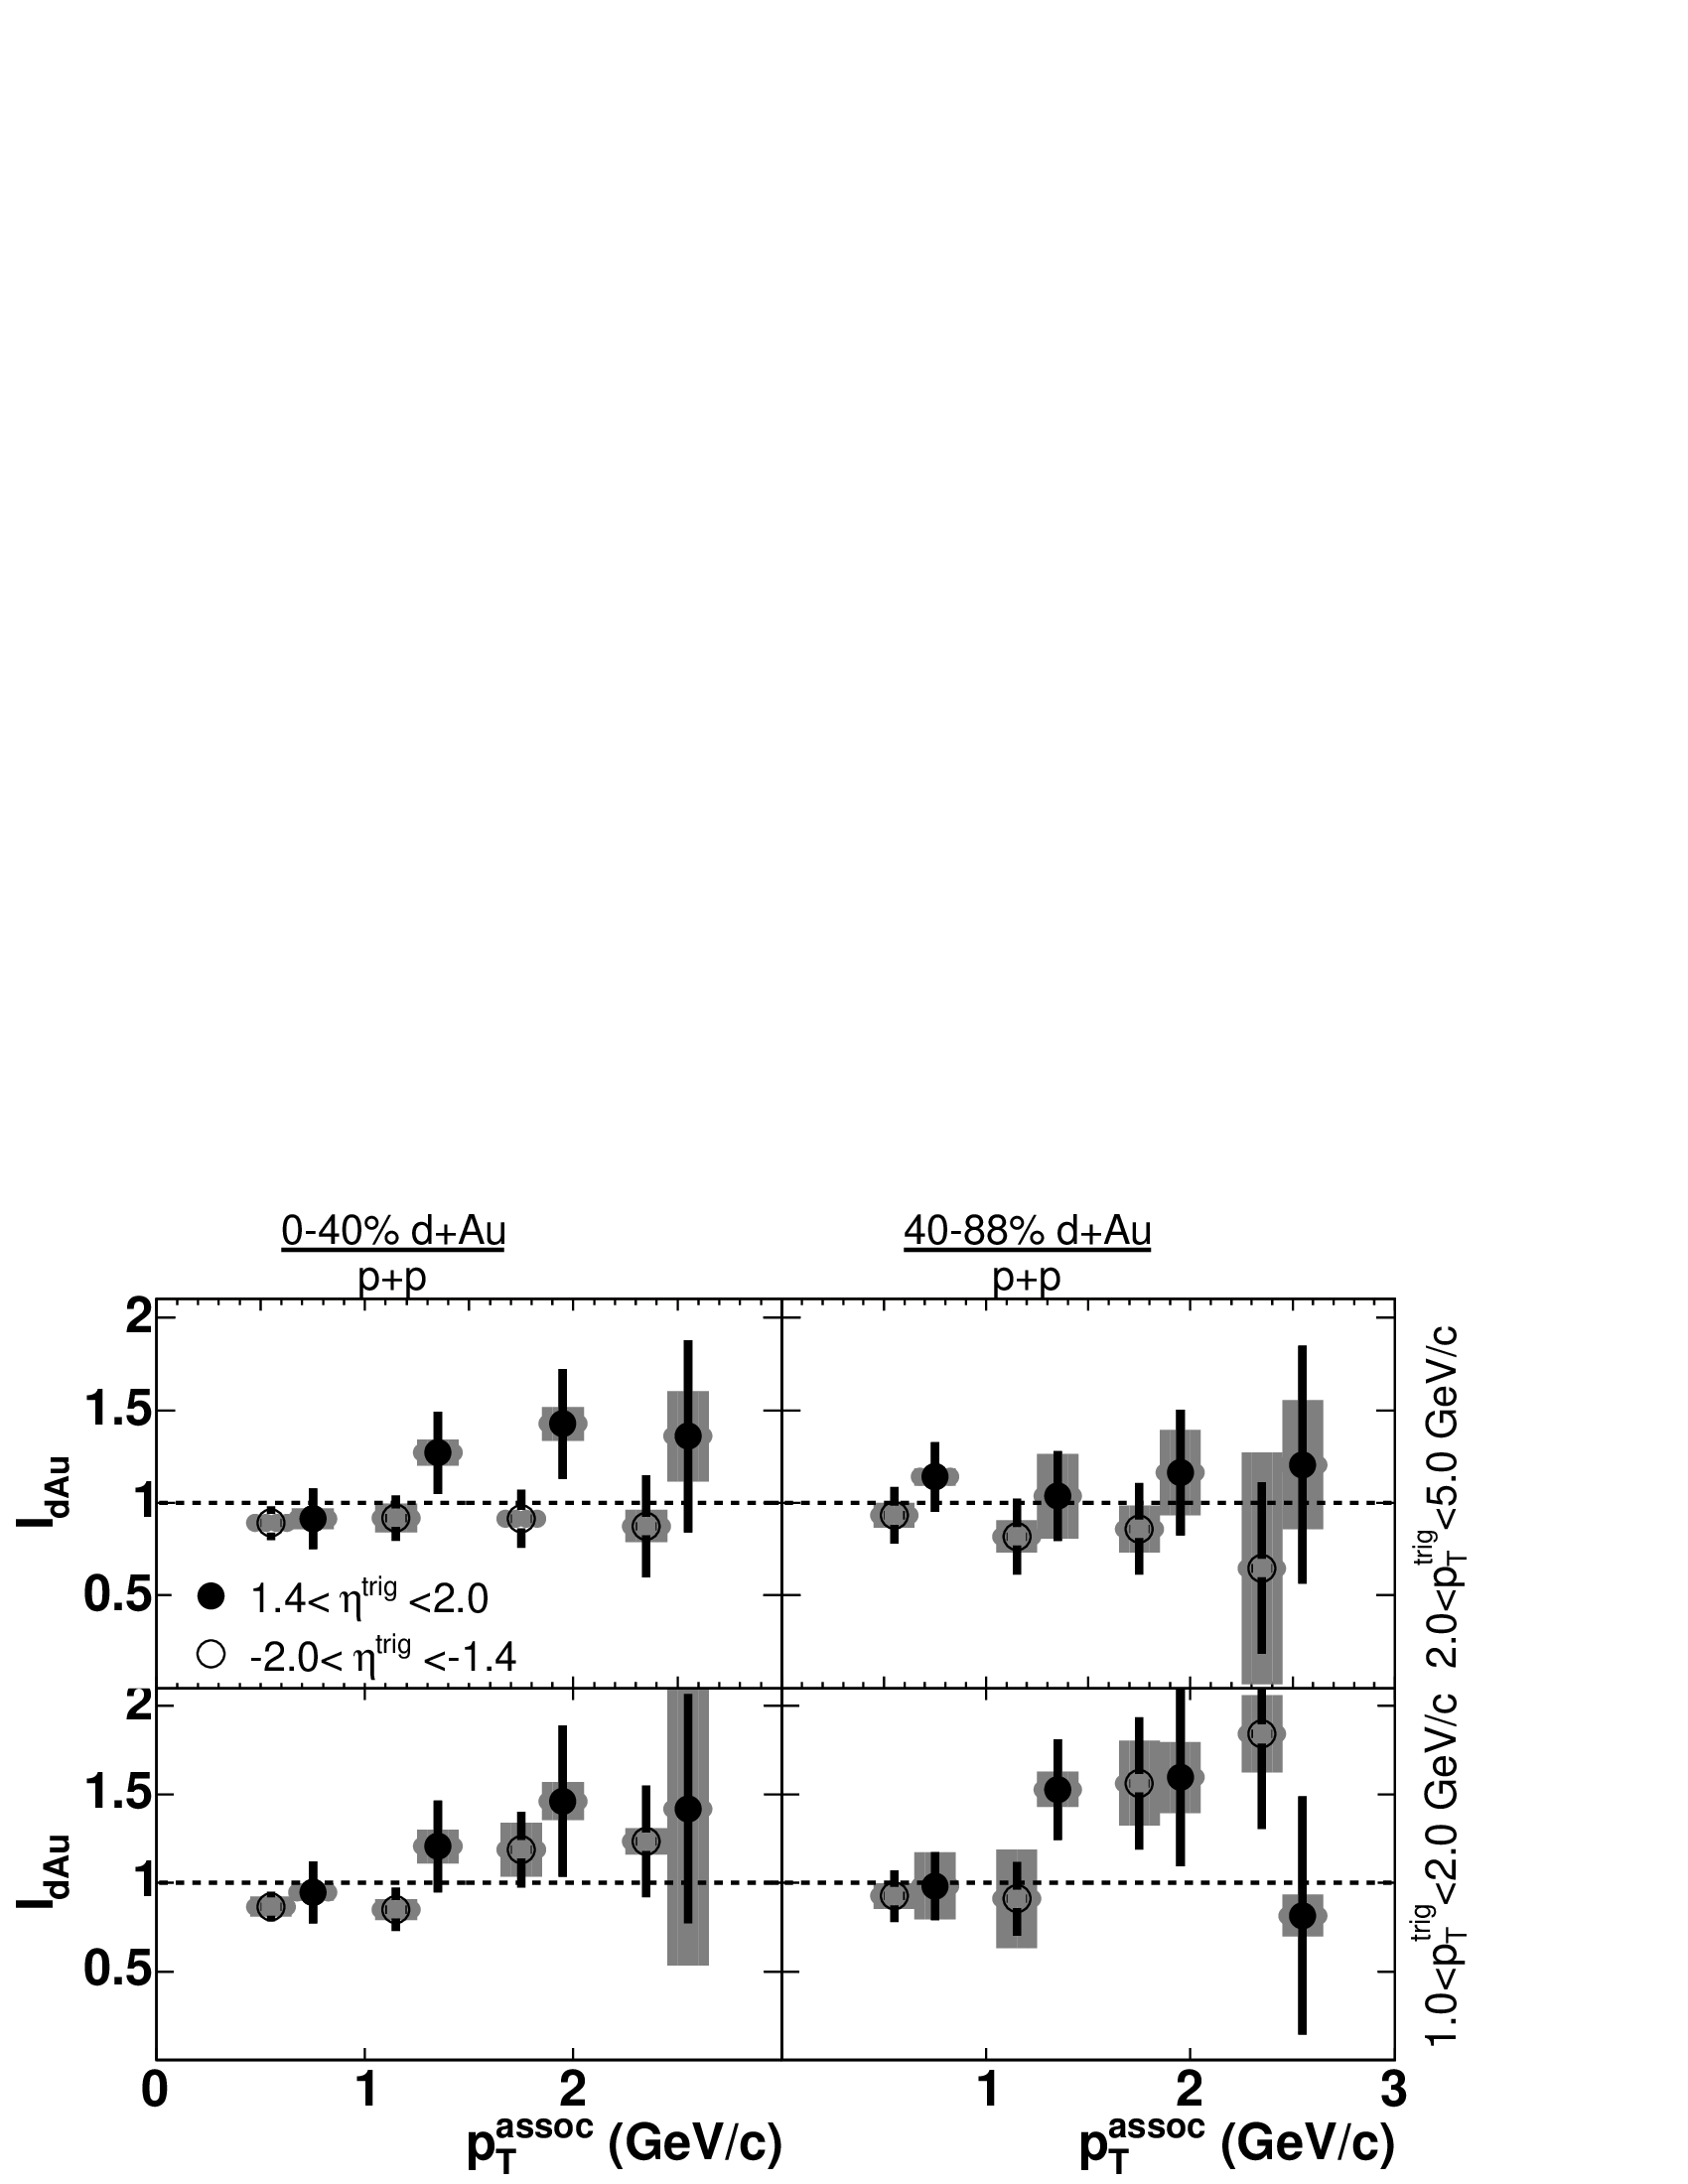 0-40% d+Au
p+p
40-88% d+Au
p+p
2
1.5
1
0.5
I_dAu
1.4< η^trig <2.0
-2.0< η^trig <-1.4
2.0<p_T^trig <5.0 GeV/c
2
1.5
1
0.5
I_dAu
1.0<p_T^trig <2.0 GeV/c
0 1 2 1 2 3
p_T^assoc (GeV/c) p_T^assoc (GeV/c)